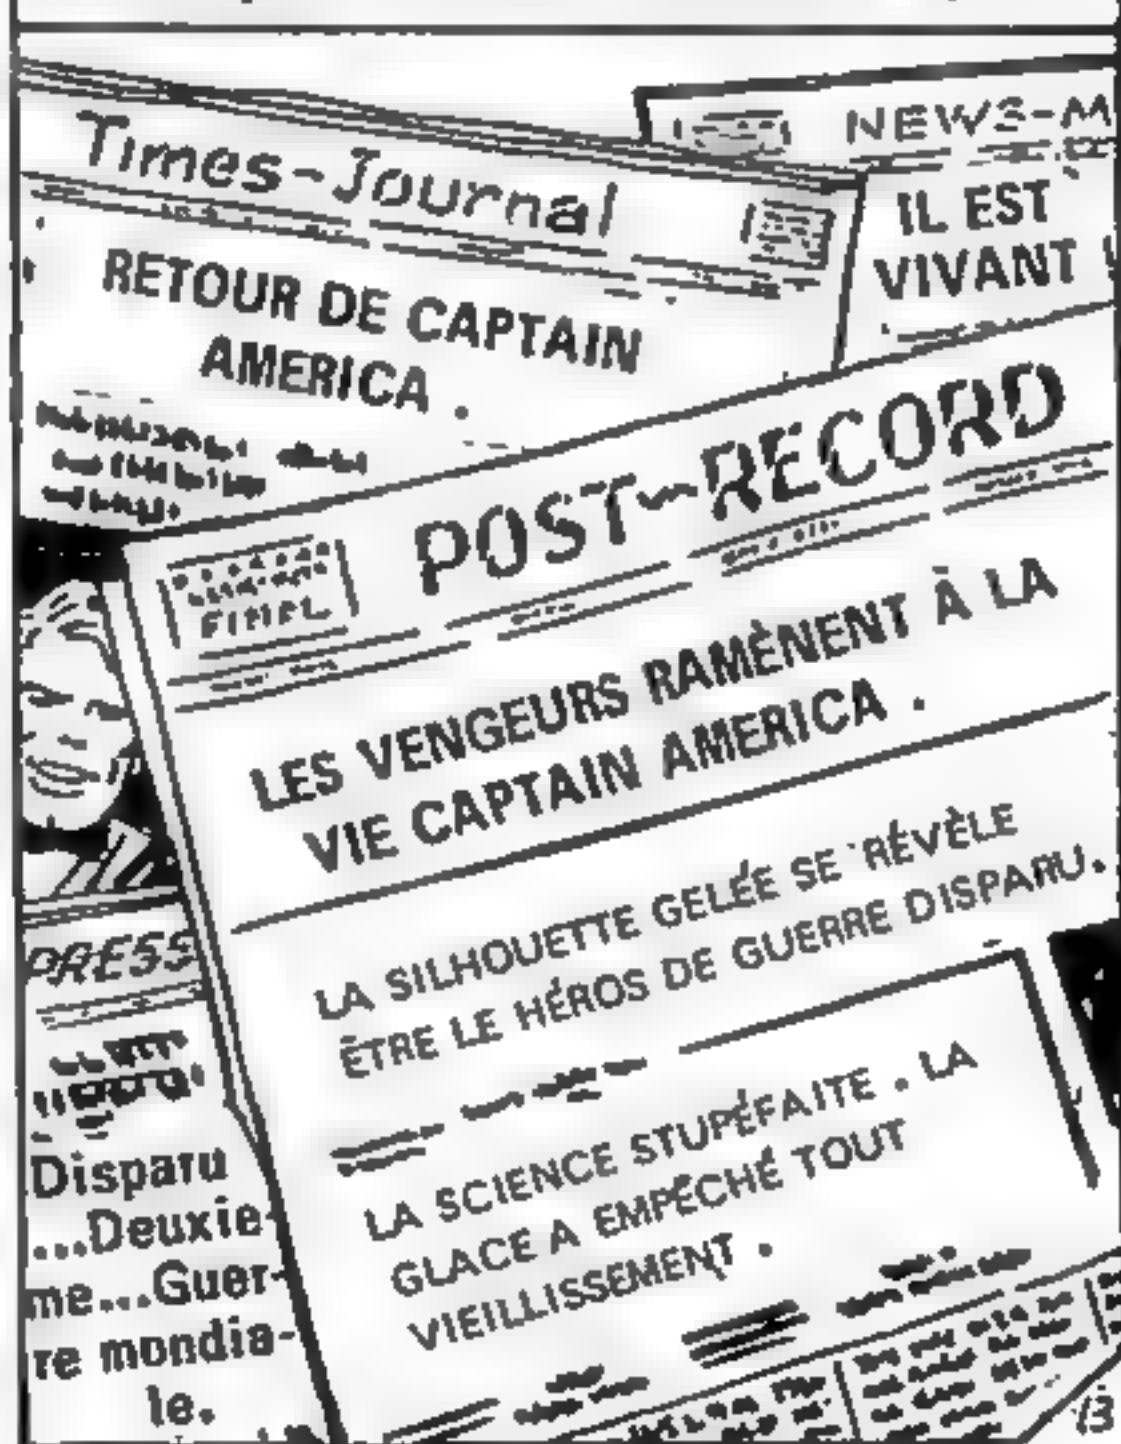 Times-Journal
RETOUR DE CAPTAIN
AMERICA.
NEWS-M
IL EST
VIVANT !
POST-RECORD
FINAL
LES VENGEURS RAMÈNENT À LA
VIE CAPTAIN AMERICA.
LA SILHOUETTE GELÉE SE RÉVÈLE
ÊTRE LE HÉROS DE GUERRE DISPARU.
LA SCIENCE STUPÉFAITE. LA
GLACE A EMPÉCHÉ TOUT
VIEILLISSEMENT.
PRESS
Disparu
...Deuxie-
me...Guer-
re mondia-
le.
13